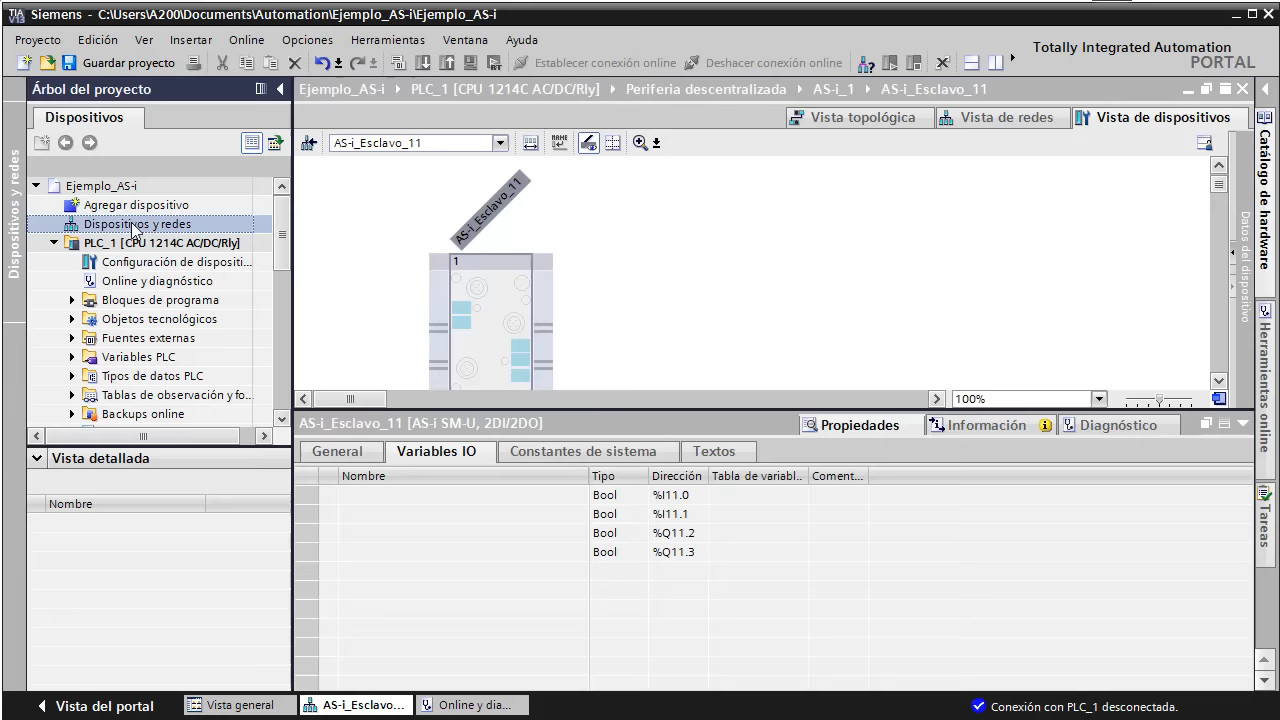 TIA
V13
Siemens - C:\Users\A200\Documents\Automation\Ejemplo_AS-i\Ejemplo_AS-i
Proyecto Edición Ver Insertar Online Opciones Herramientas Ventana Ayuda
Totally Integrated Automation
PORTAL
Guardar proyecto
Establecer conexión online Deshacer conexión online
Árbol del proyecto
Ejemplo_AS-i PLC_1 [CPU 1214C AC/DC/Rly] Periferia descentralizada AS-i_1 AS-i_Esclavo_11
Dispositivos
Vista topológica Vista de redes Vista de dispositivos
AS-i_Esclavo_11
NAME
Dispositivos y redes
Ejemplo_AS-i
Agregar dispositivo
Dispositivos y redes
PLC_1 [CPU 1214C AC/DC/Rly]
Configuración de dispositi...
Online y diagnóstico
Bloques de programa
Objetos tecnológicos
Fuentes externas
Variables PLC
Tipos de datos PLC
Tablas de observación y fo...
Backups online
AS-i_Esclavo_11
1
100%
Datos del dispositivo
Catálogo de hardware
Herramientas online
Tareas
Vista detallada
Nombre
AS-i_Esclavo_11 [AS-i SM-U, 2DI/2DO]
Propiedades Información Diagnóstico
General Variables IO Constantes de sistema Textos
Nombre Tipo Dirección Tabla de variabl.. Coment...
Bool %I11.0
Bool %I11.1
Bool %Q11.2
Bool %Q11.3
Vista del portal Vista general AS-i_Esclavo... Online y dia...
Conexión con PLC_1 desconectada.